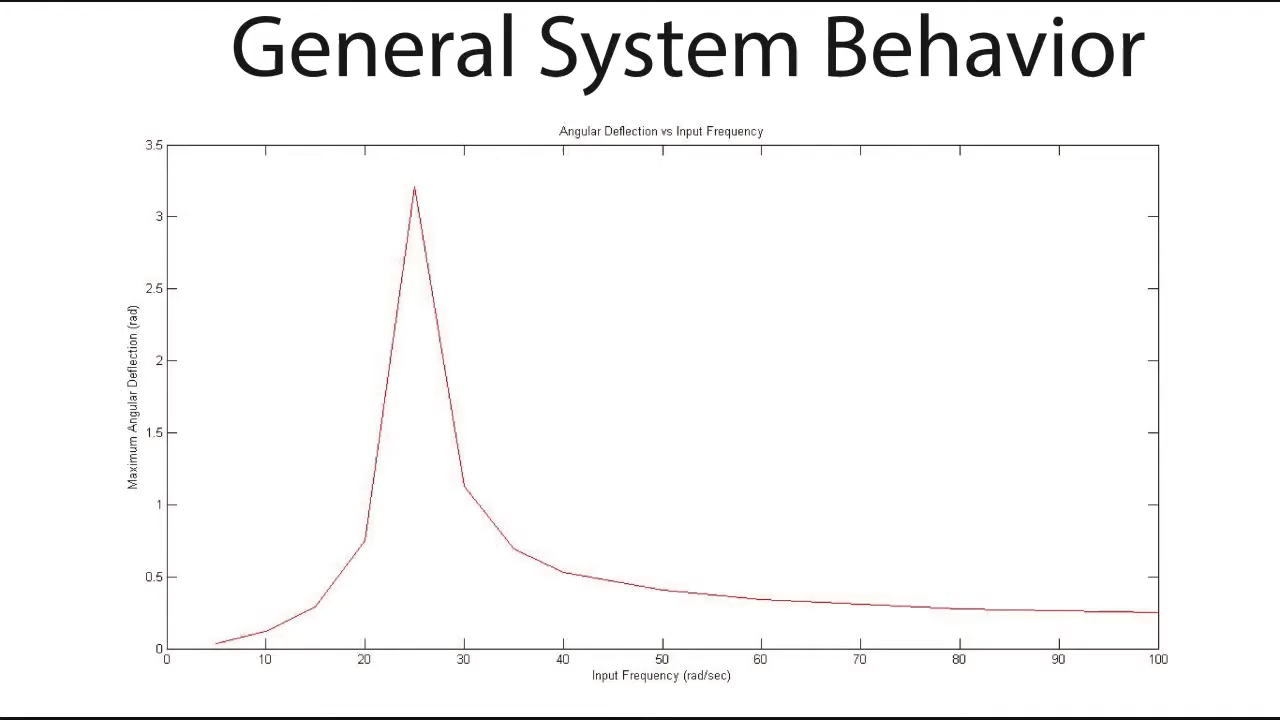 General System Behavior
Angular Deflection vs Input Frequency
3.5
3
2.5
2
1.5
1
0.5
0
Maximum Angular Deflection (rad)
0 10 20 30 40 50 60 70 80 90 100
Input Frequency (rad/sec)